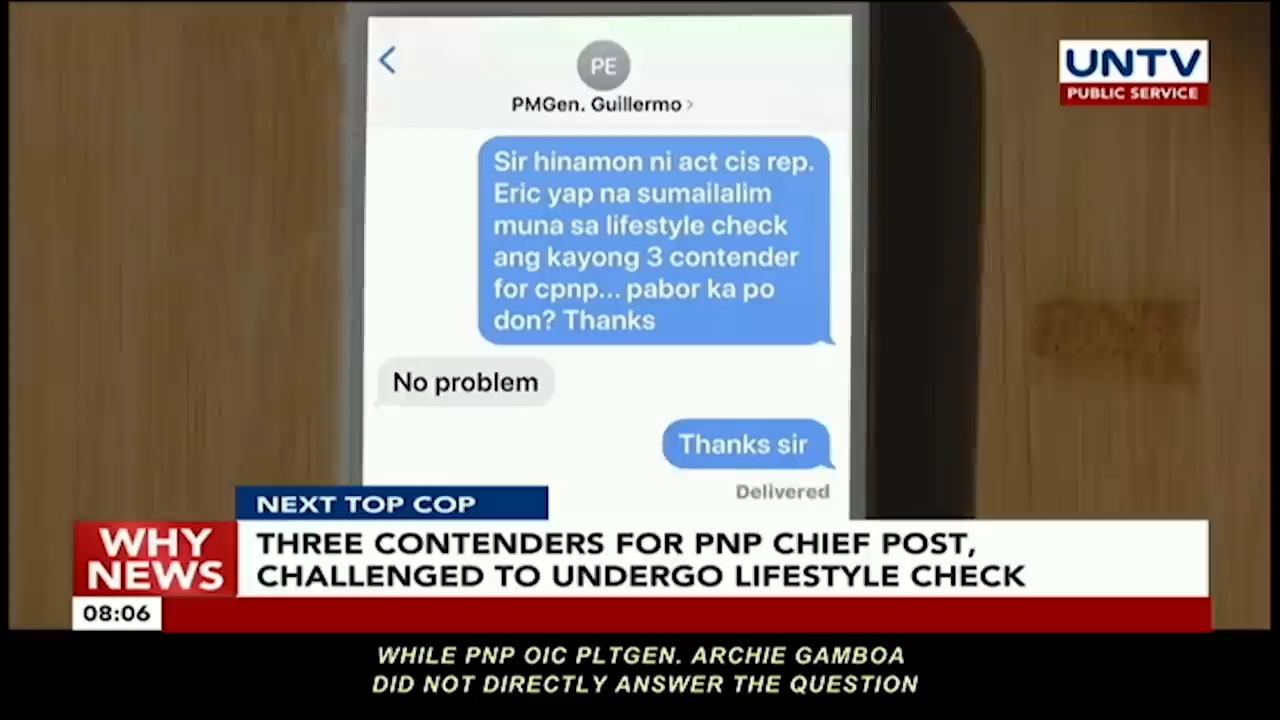 PE
PMGen. Guillermo >
UNTV
PUBLIC SERVICE
Sir hinamon ni act cis rep.
Eric yap na sumailalim
muna sa lifestyle check
ang kayong 3 contender
for cpnp... pabor ka po
don? Thanks
No problem
Thanks sir
Delivered
NEXT TOP COP
WHY
NEWS
THREE CONTENDERS FOR PNP CHIEF POST,
CHALLENGED TO UNDERGO LIFESTYLE CHECK
08:06
WHILE PNP OIC PLTGEN. ARCHIE GAMBOA
DID NOT DIRECTLY ANSWER THE QUESTION